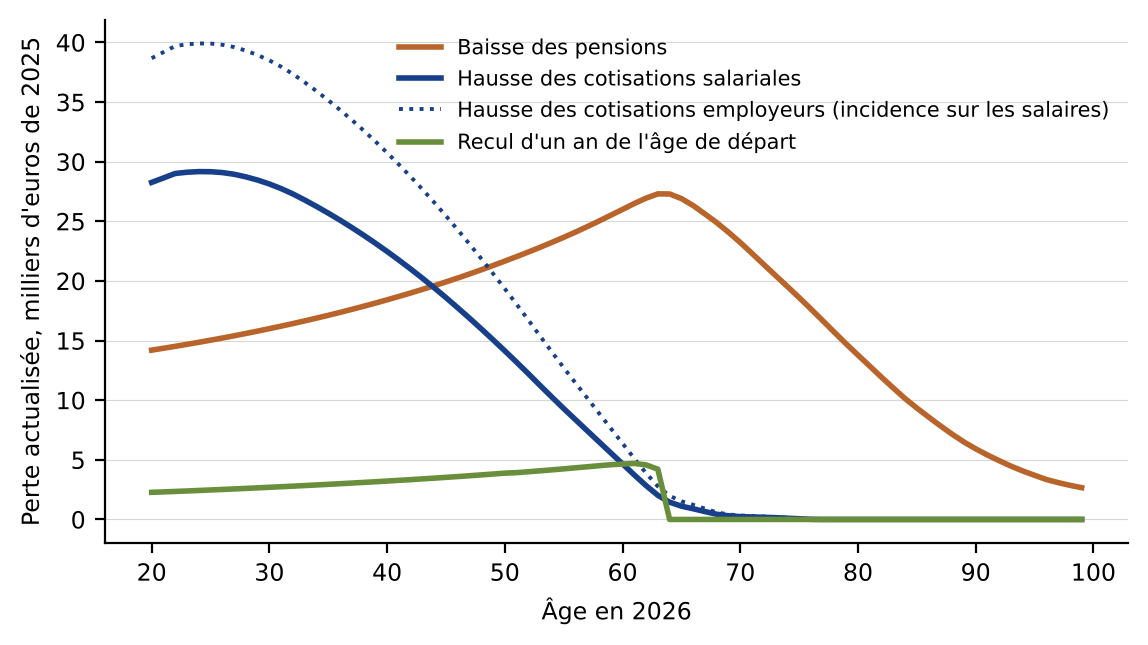 Perte actualisée, milliers d'euros de 2025
40
35
30
25
20
15
10
5
0
Baisse des pensions
Hausse des cotisations salariales
Hausse des cotisations employeurs (incidence sur les salaires)
Recul d'un an de l'âge de départ
20 30 40 50 60 70 80 90 100
Âge en 2026